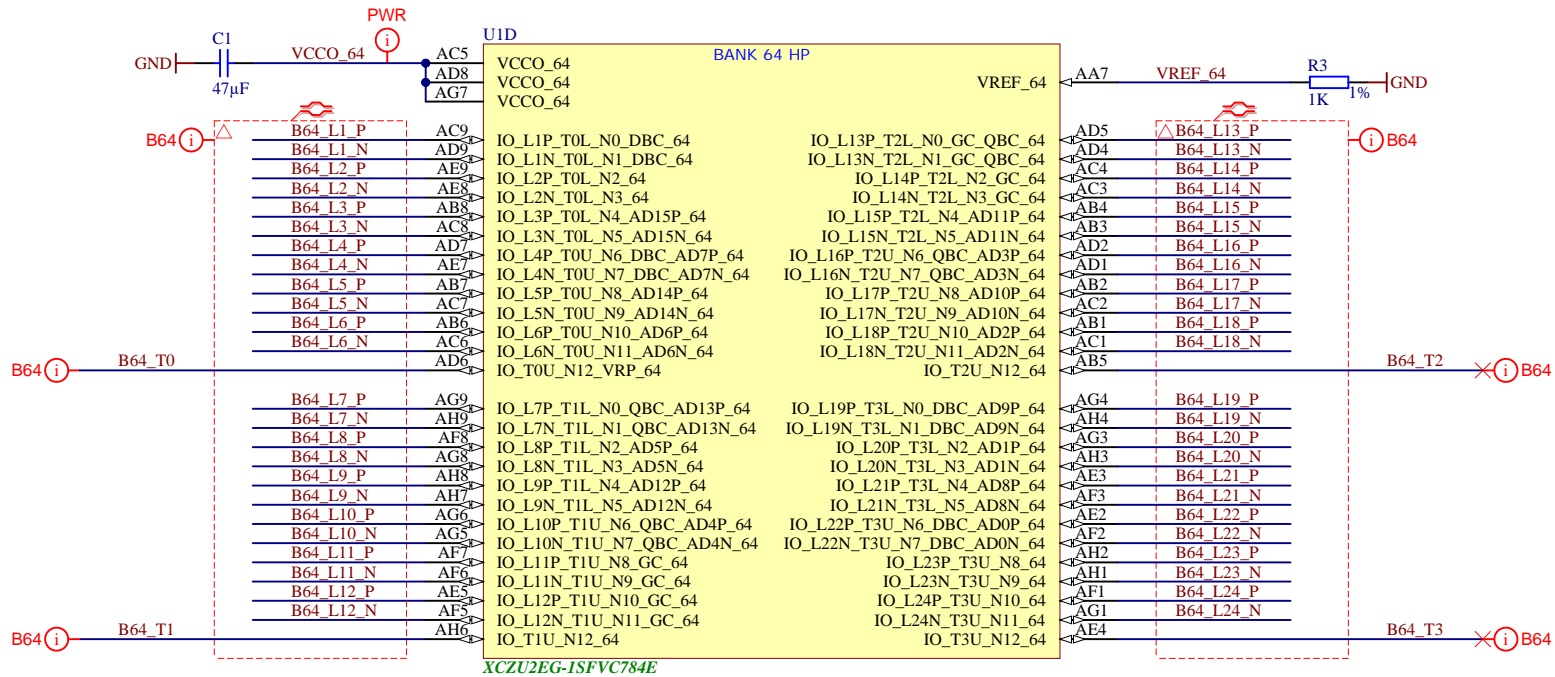 PWR
C1
U1D
GND
VCCO_64
AC5
VCCO_64
BANK 64 HP
R3
47µF
AD8
VCCO_64
VREF_64
AA7
VREF_64
GND
AG7
VCCO_64
1K
1%
B64
B64_L1_P
AC9
IO_L1P_T0L_N0_DBC_64
IO_L13P_T2L_N0_GC_QBC_64
AD5
B64_L13_P
B64
B64_L1_N
AD9
IO_L1N_T0L_N1_DBC_64
IO_L13N_T2L_N1_GC_QBC_64
AD4
B64_L13_N
B64_L2_P
AE9
IO_L2P_T0L_N2_64
IO_L14P_T2L_N2_GC_64
AC4
B64_L14_P
B64_L2_N
AE8
IO_L2N_T0L_N3_64
IO_L14N_T2L_N3_GC_64
AC3
B64_L14_N
B64_L3_P
AB8
IO_L3P_T0L_N4_AD15P_64
IO_L15P_T2L_N4_AD11P_64
AB4
B64_L15_P
B64_L3_N
AC8
IO_L3N_T0L_N5_AD15N_64
IO_L15N_T2L_N5_AD11N_64
AB3
B64_L15_N
B64_L4_P
AD7
IO_L4P_T0U_N6_DBC_AD7P_64
IO_L16P_T2U_N6_QBC_AD3P_64
AD2
B64_L16_P
B64_L4_N
AE7
IO_L4N_T0U_N7_DBC_AD7N_64
IO_L16N_T2U_N7_QBC_AD3N_64
AD1
B64_L16_N
B64_L5_P
AB7
IO_L5P_T0U_N8_AD14P_64
IO_L17P_T2U_N8_AD10P_64
AB2
B64_L17_P
B64_L5_N
AC7
IO_L5N_T0U_N9_AD14N_64
IO_L17N_T2U_N9_AD10N_64
AC2
B64_L17_N
B64_L6_P
AB6
IO_L6P_T0U_N10_AD6P_64
IO_L18P_T2U_N10_AD2P_64
AB1
B64_L18_P
B64_L6_N
AC6
IO_L6N_T0U_N11_AD6N_64
IO_L18N_T2U_N11_AD2N_64
AC1
B64_L18_N
B64
B64_T0
AD6
IO_T0U_N12_VRP_64
IO_T2U_N12_64
AB5
B64_T2
B64
B64_L7_P
AG9
IO_L7P_T1L_N0_QBC_AD13P_64
IO_L19P_T3L_N0_DBC_AD9P_64
AG4
B64_L19_P
B64_L7_N
AH9
IO_L7N_T1L_N1_QBC_AD13N_64
IO_L19N_T3L_N1_DBC_AD9N_64
AH4
B64_L19_N
B64_L8_P
AF8
IO_L8P_T1L_N2_AD5P_64
IO_L20P_T3L_N2_AD1P_64
AG3
B64_L20_P
B64_L8_N
AG8
IO_L8N_T1L_N3_AD5N_64
IO_L20N_T3L_N3_AD1N_64
AH3
B64_L20_N
B64_L9_P
AH8
IO_L9P_T1L_N4_AD12P_64
IO_L21P_T3L_N4_AD8P_64
AE3
B64_L21_P
B64_L9_N
AH7
IO_L9N_T1L_N5_AD12N_64
IO_L21N_T3L_N5_AD8N_64
AF3
B64_L21_N
B64_L10_P
AG6
IO_L10P_T1U_N6_QBC_AD4P_64
IO_L22P_T3U_N6_DBC_AD0P_64
AE2
B64_L22_P
B64_L10_N
AG5
IO_L10N_T1U_N7_QBC_AD4N_64
IO_L22N_T3U_N7_DBC_AD0N_64
AF2
B64_L22_N
B64_L11_P
AF7
IO_L11P_T1U_N8_GC_64
IO_L23P_T3U_N8_64
AH2
B64_L23_P
B64_L11_N
AF6
IO_L11N_T1U_N9_GC_64
IO_L23N_T3U_N9_64
AH1
B64_L23_N
B64_L12_P
AE5
IO_L12P_T1U_N10_GC_64
IO_L24P_T3U_N10_64
AF1
B64_L24_P
B64_L12_N
AF5
IO_L12N_T1U_N11_GC_64
IO_L24N_T3U_N11_64
AG1
B64_L24_N
B64
B64_T1
AH6
IO_T1U_N12_64
IO_T3U_N12_64
AE4
B64_T3
B64
XCZU2EG-1SFVC784E